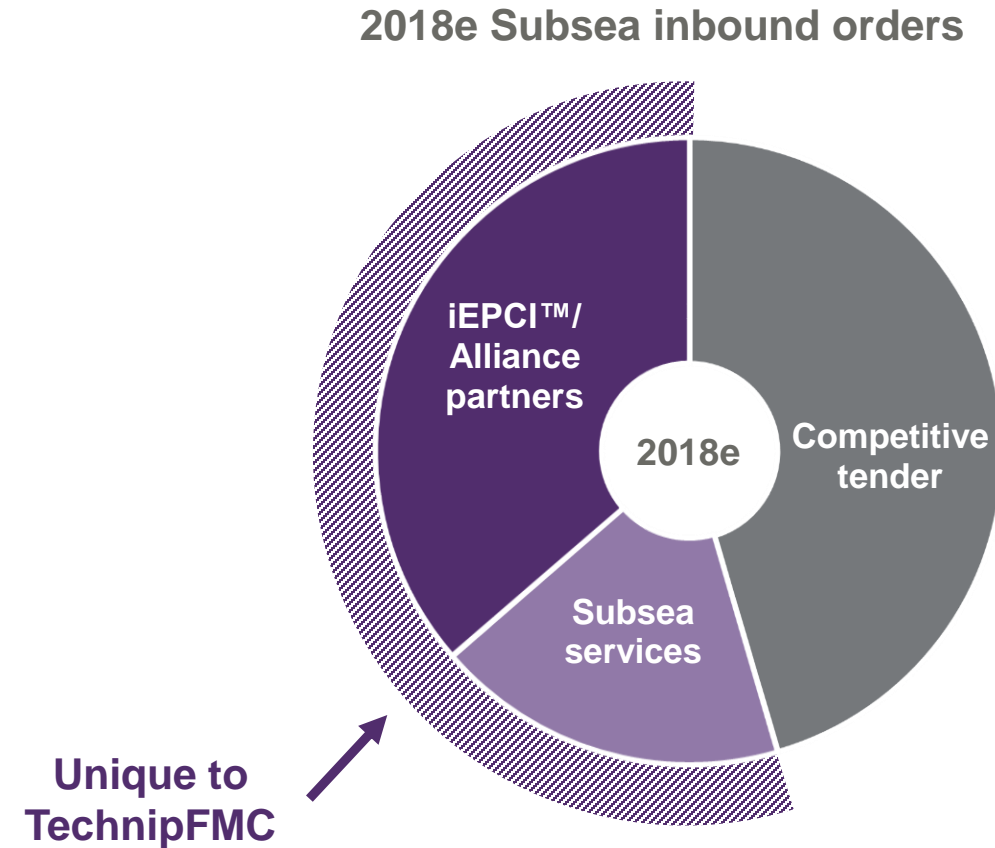 2018e Subsea inbound orders
iEPCI™/
Alliance
partners
2018e
Competitive
tender
Subsea
services
Unique to
TechnipFMC